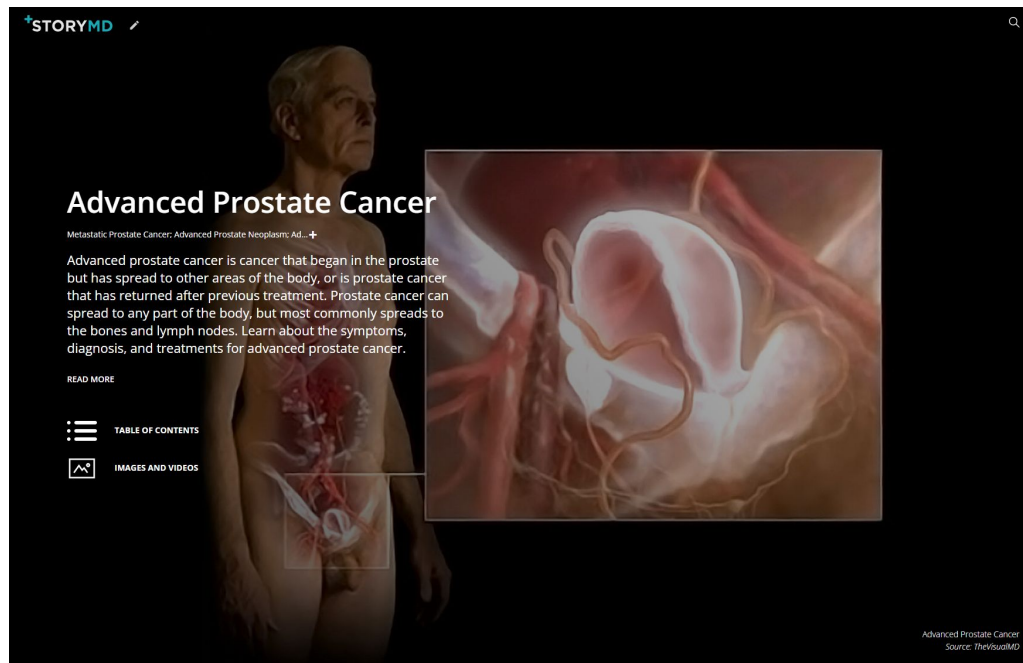 +STORYMD
Advanced Prostate Cancer
Metastatic Prostate Cancer; Advanced Prostate Neoplasm; Ad...+
Advanced prostate cancer is cancer that began in the prostate
but has spread to other areas of the body, or is prostate cancer
that has returned after previous treatment. Prostate cancer can
spread to any part of the body, but most commonly spreads to
the bones and lymph nodes. Learn about the symptoms,
diagnosis, and treatments for advanced prostate cancer.
READ MORE
TABLE OF CONTENTS
IMAGES AND VIDEOS
Advanced Prostate Cancer
Source: TheVisualMD